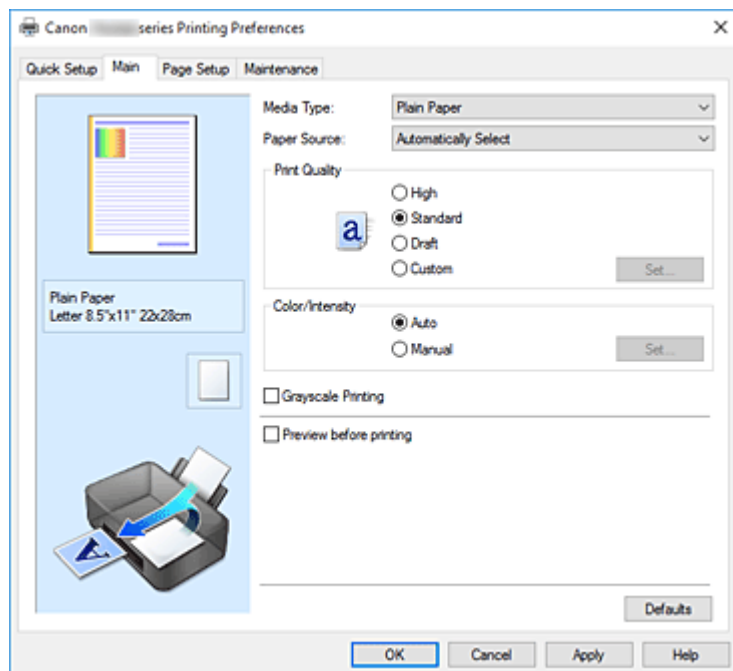 Canon series Printing Preferences
Quick Setup Main Page Setup Maintenance
Media Type: Plain Paper
Paper Source: Automatically Select
Print Quality
High
a Standard
Draft
Custom Set...
Plain Paper
Letter 8.5"x11" 22x28cm
Color/Intensity
Auto
Manual Set...
Grayscale Printing
Preview before printing
A
Defaults
OK Cancel Apply Help